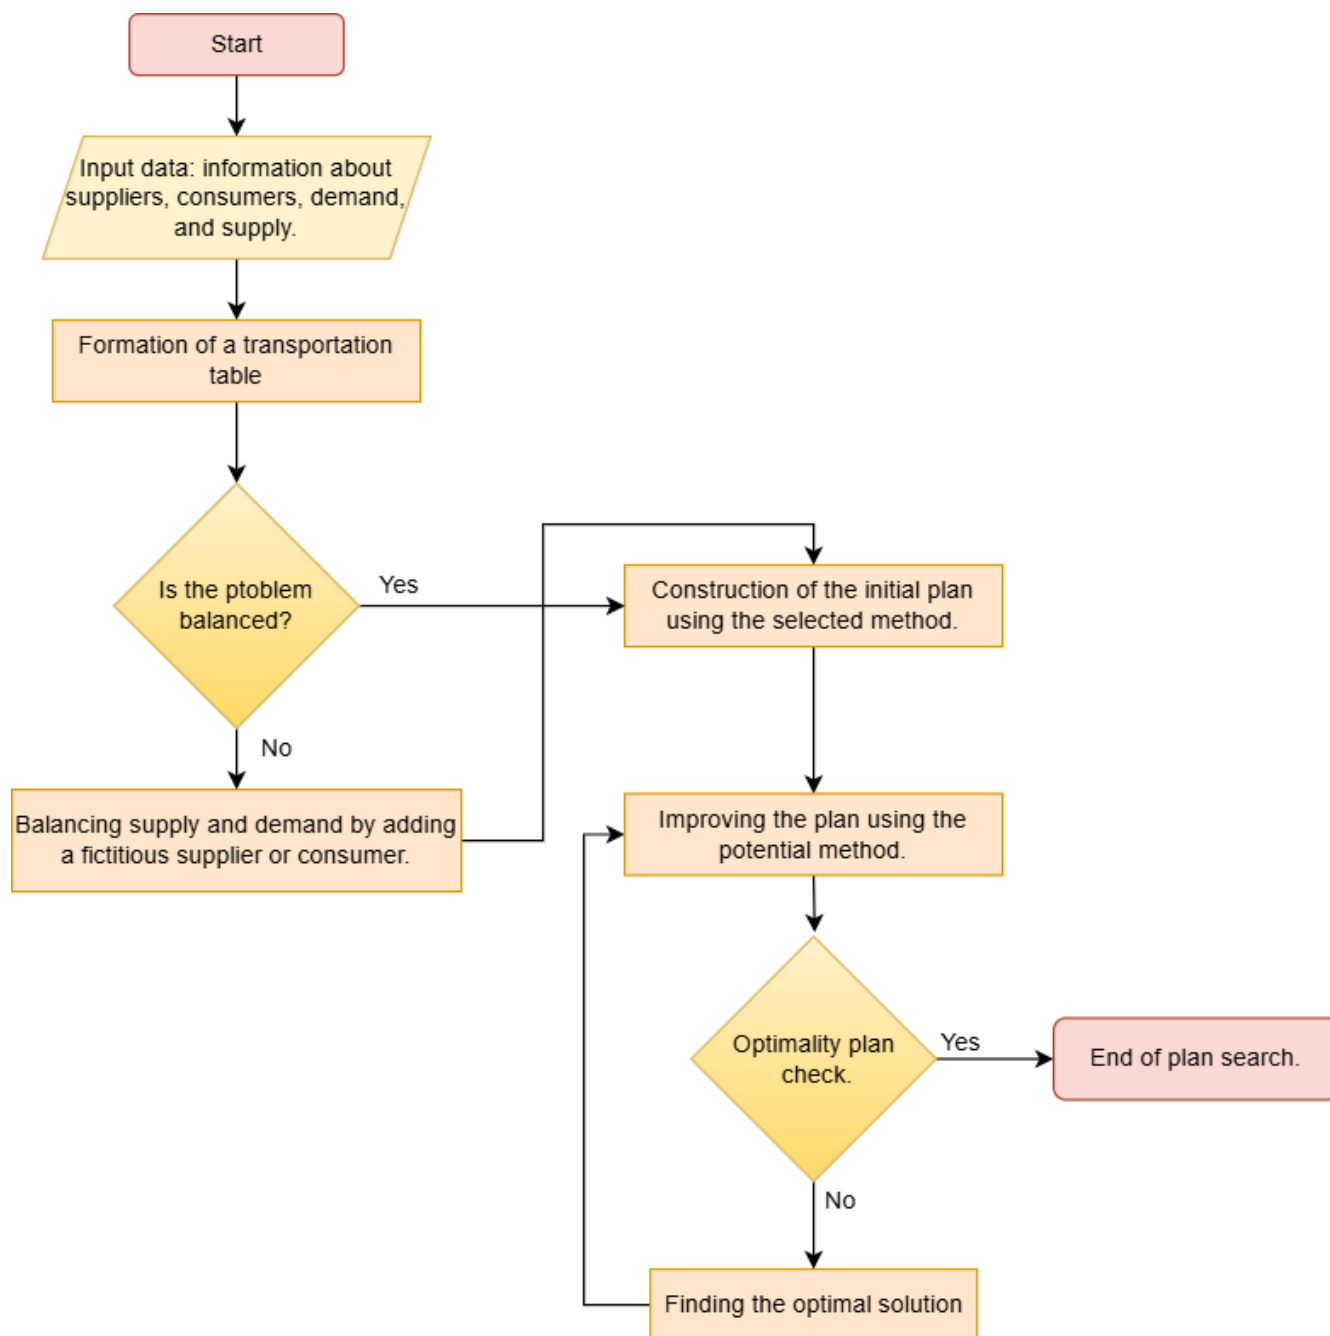 Start
Input data: information about
suppliers, consumers, demand,
and supply.
Formation of a transportation
table
Is the ptoblem
balanced?
Yes
No
Balancing supply and demand by adding
a fictitious supplier or consumer.
Construction of the initial plan
using the selected method.
Improving the plan using the
potential method.
Optimality plan
check.
Yes
End of plan search.
No
Finding the optimal solution